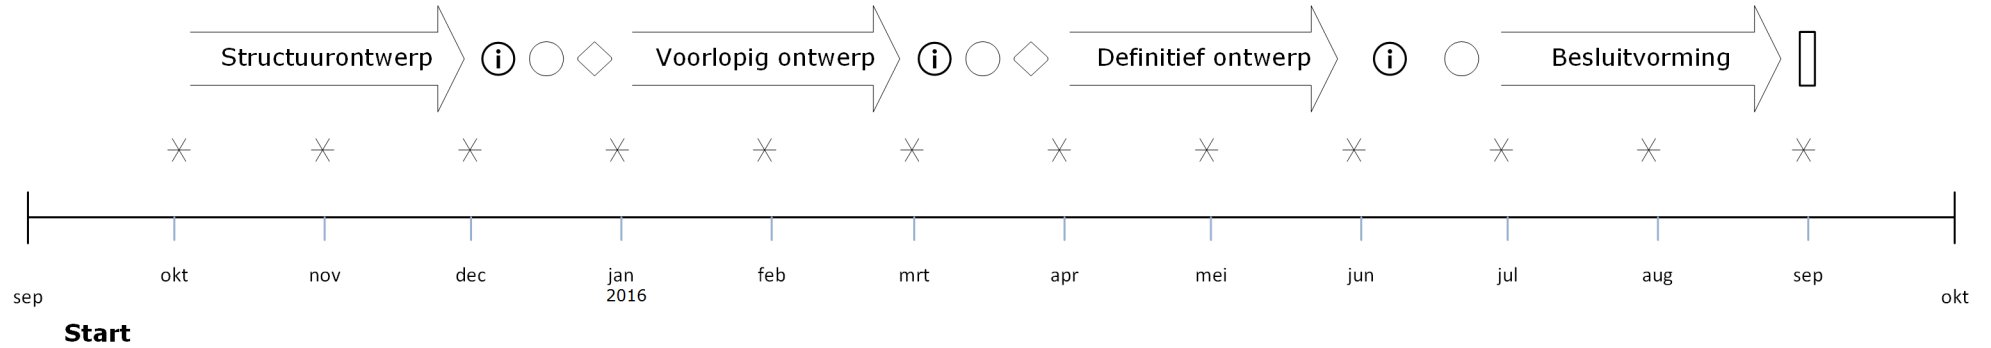 Structuurontwerp
i
Voorlopig ontwerp
i
Definitief ontwerp
i
Besluitvorming
okt
nov
dec
jan
2016
feb
mrt
apr
mei
jun
jul
aug
sep
sep
okt
Start